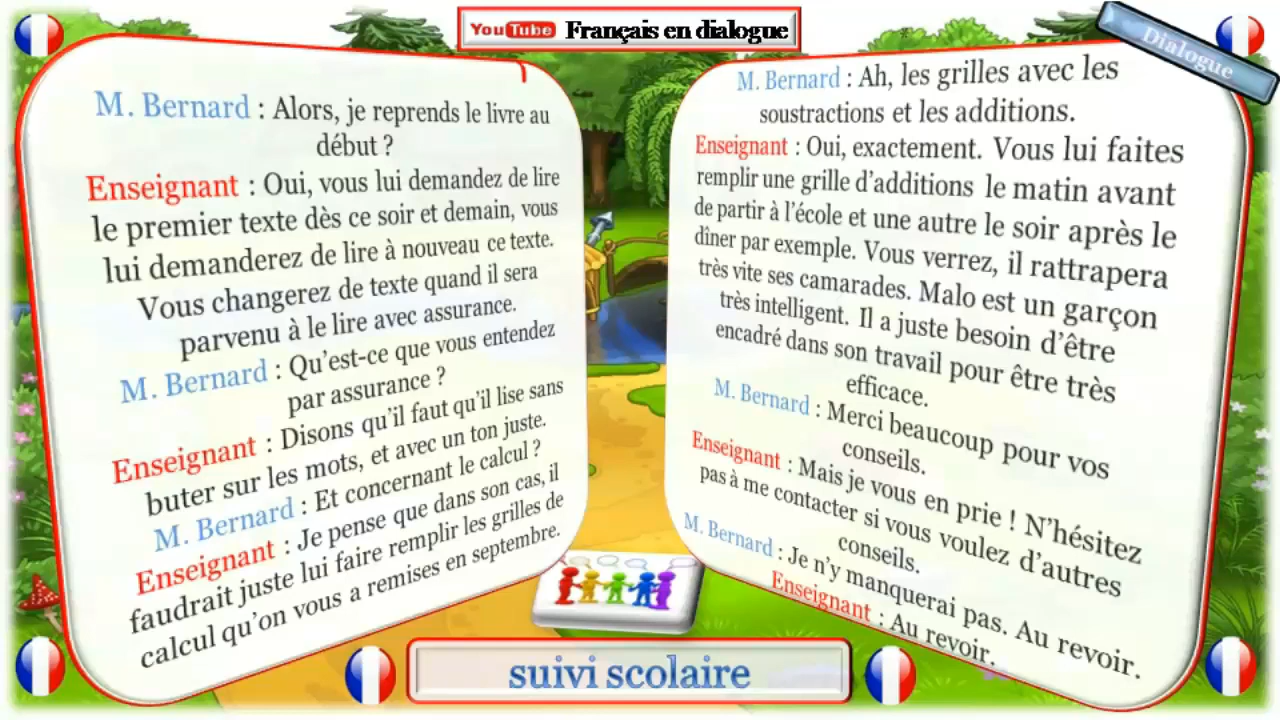 YouTube Français en dialogue
Dialogue
M. Bernard : Alors, je reprends le livre au
début ?
Enseignant : Oui, vous lui demandez de lire
le premier texte dès ce soir et demain, vous
lui demanderez de lire à nouveau ce texte.
Vous changerez de texte quand il sera
parvenu à le lire avec assurance.
M. Bernard : Qu'est-ce que vous entendez
par assurance ?
Enseignant : Disons qu'il faut qu'il lise sans
buter sur les mots, et avec un ton juste.
M. Bernard : Et concernant le calcul ?
Enseignant : Je pense que dans son cas, il
faudrait juste lui faire remplir les grilles de
calcul qu'on vous a remises en septembre.
M. Bernard : Ah, les grilles avec les
soustractions et les additions.
Enseignant : Oui, exactement. Vous lui faites
remplir une grille d'additions le matin avant
de partir à l'école et une autre le soir après le
dîner par exemple. Vous verrez, il rattrapera
très vite ses camarades. Malo est un garçon
très intelligent. Il a juste besoin d'être
encadré dans son travail pour être très
efficace.
M. Bernard : Merci beaucoup pour vos
conseils.
Enseignant : Mais je vous en prie ! N'hésitez
pas à me contacter si vous voulez d'autres
conseils.
M. Bernard : Je n'y manquerai pas. Au revoir.
Enseignant : Au revoir.
suivi scolaire